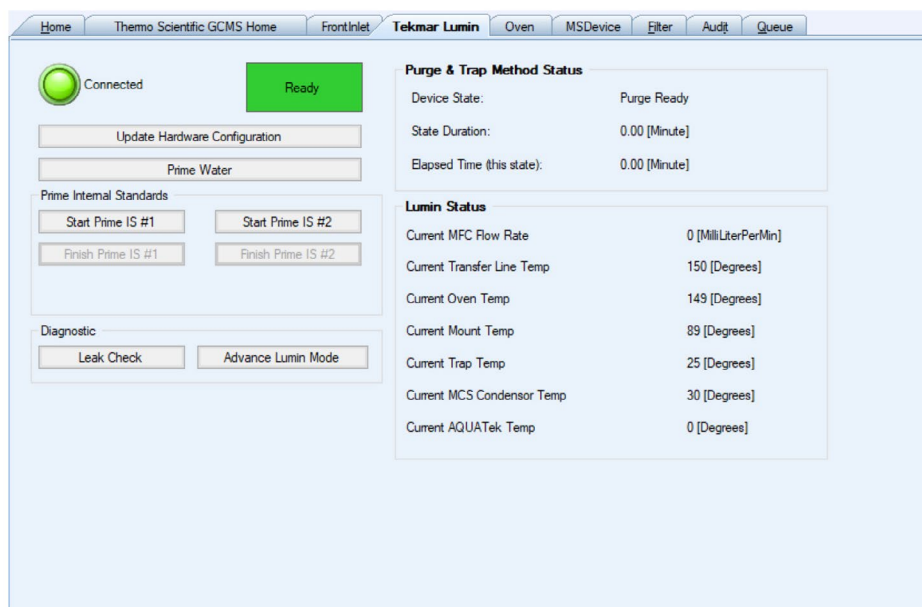 Home Thermo Scientific GCMS Home FrontInlet Tekmar Lumin Oven MSDevice Filter Audit Queue
Connected
Ready
Update Hardware Configuration
Prime Water
Prime Internal Standards
Start Prime IS #1 Start Prime IS #2
Finish Prime IS #1 Finish Prime IS #2
Diagnostic
Leak Check Advance Lumin Mode
Purge & Trap Method Status
Device State: Purge Ready
State Duration: 0.00 [Minute]
Elapsed Time (this state): 0.00 [Minute]
Lumin Status
Current MFC Flow Rate 0 [MilliLiterPerMin]
Current Transfer Line Temp 150 [Degrees]
Current Oven Temp 149 [Degrees]
Current Mount Temp 89 [Degrees]
Current Trap Temp 25 [Degrees]
Current MCS Condensor Temp 30 [Degrees]
Current AQUATek Temp 0 [Degrees]